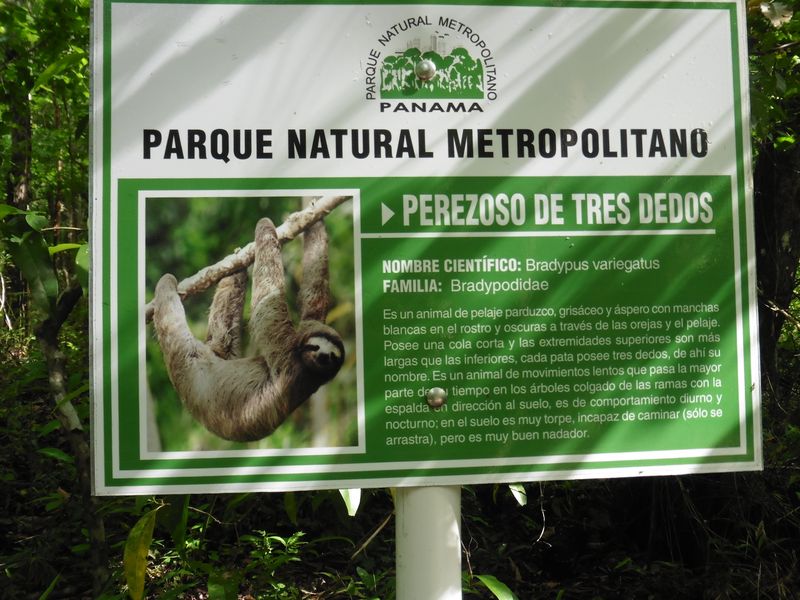 PARQUE NATURAL METROPOLITANO
PANAMA
PARQUE NATURAL METROPOLITANO
PEREZOSO DE TRES DEDOS
NOMBRE CIENTÍFICO: Bradypus variegatus
FAMILIA: Bradypodidae
Es un animal de pelaje parduzco, grisáceo y áspero con manchas
blancas en el rostro y oscuras a través de las orejas y el pelaje.
Posee una cola corta y las extremidades superiores son más
largas que las inferiores, cada pata posee tres dedos, de ahí su
nombre. Es un animal de movimientos lentos que pasa la mayor
parte de tiempo en los árboles colgado de las ramas con la
espalda en dirección al suelo, es de comportamiento diurno y
nocturno; en el suelo es muy torpe, incapaz de caminar (sólo se
arrastra), pero es muy buen nadador.